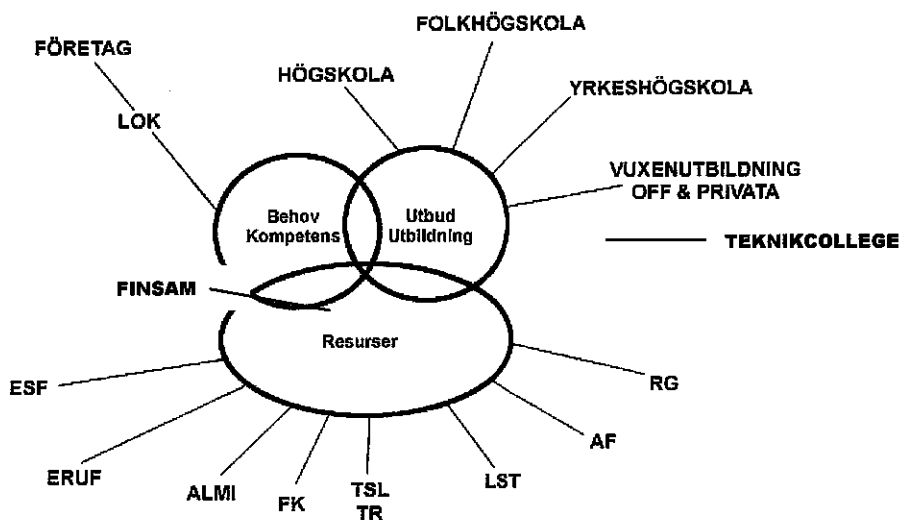 FOLKHÖGSKOLA
FÖRETAG
HÖGSKOLA
YRKESHÖGSKOLA
LOK
VUXENUTBILDNING
OFF & PRIVATA
Behov
Kompetens
Utbud
Utbildning
TEKNIKCOLLEGE
FINSAM
Resurser
ESF
RG
ERUF
AF
ALMI
FK
TSL
TR
LST